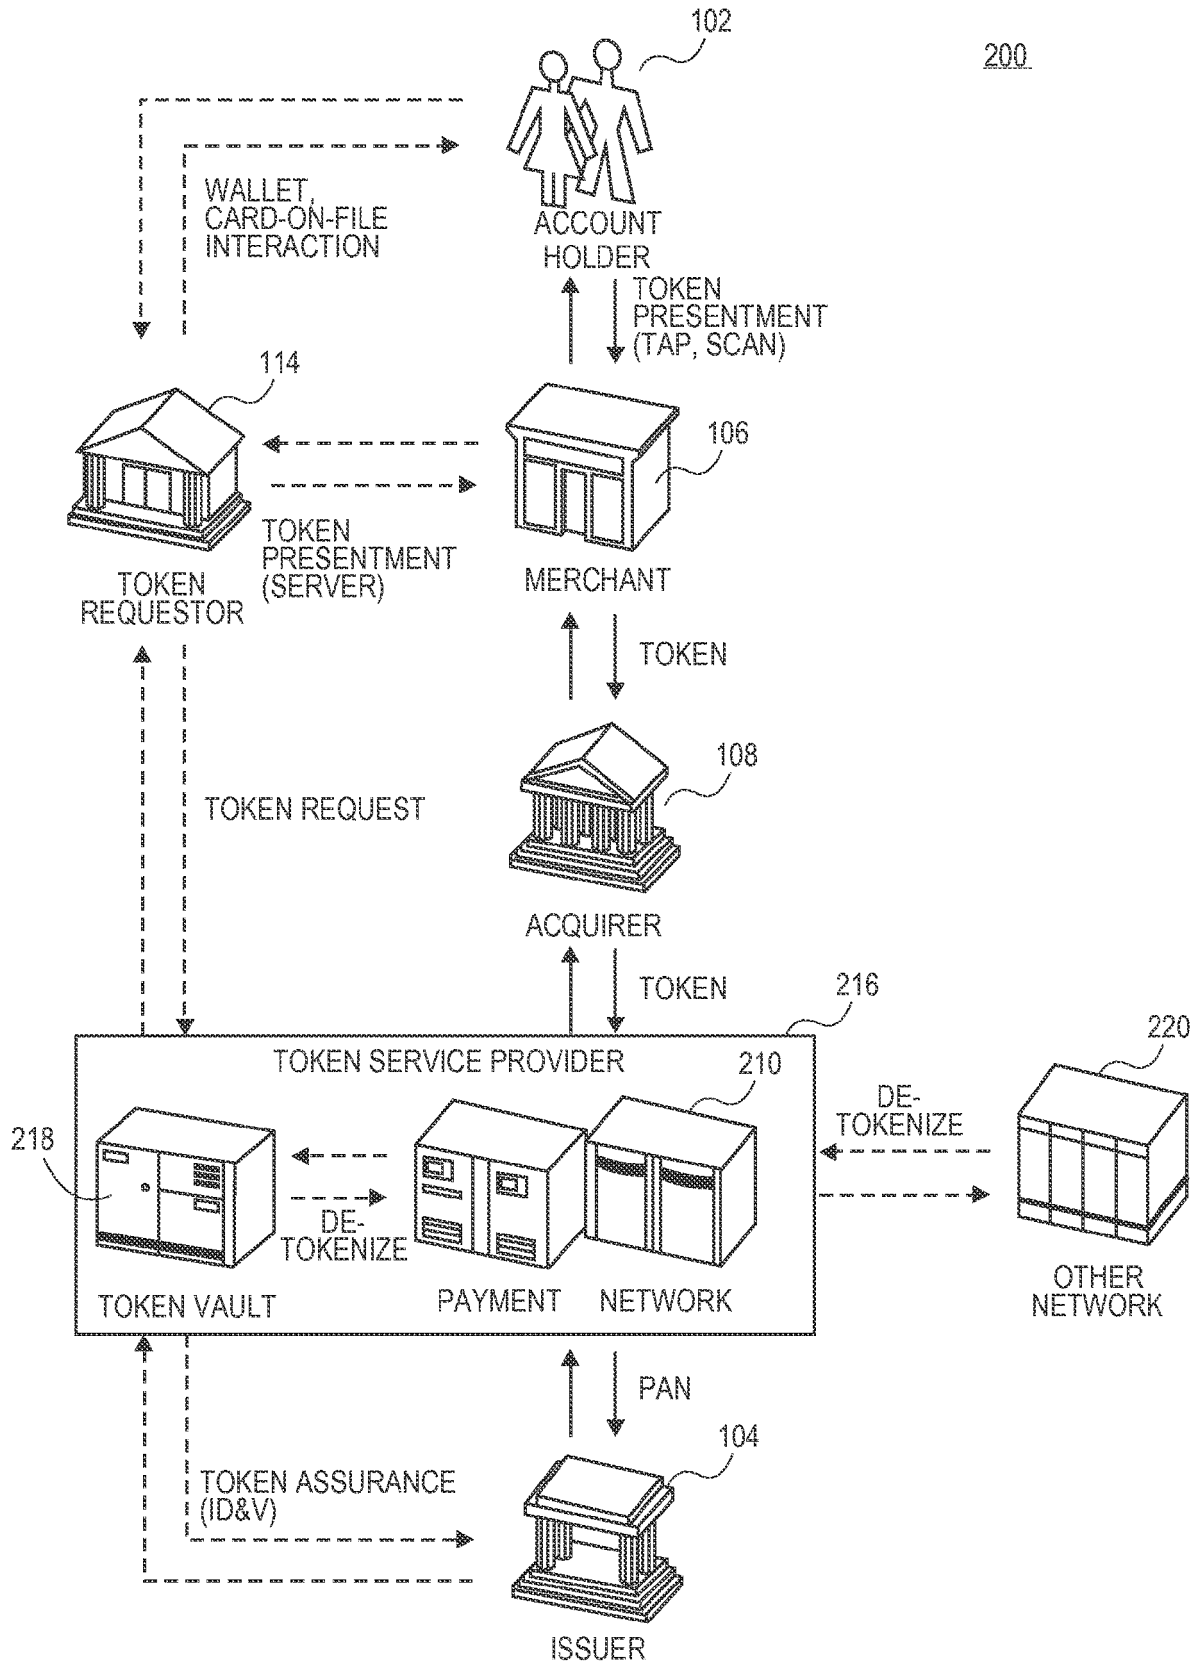 102
200
WALLET,
CARD-ON-FILE
INTERACTION
ACCOUNT
HOLDER
TOKEN
PRESENTMENT
(TAP, SCAN)
114
106
TOKEN
PRESENTMENT
(SERVER)
TOKEN
REQUESTOR
MERCHANT
TOKEN
108
TOKEN REQUEST
ACQUIRER
TOKEN
216
220
TOKEN SERVICE PROVIDER
210
DE-
TOKENIZE
218
DE-
TOKENIZE
TOKEN VAULT
PAYMENT
NETWORK
OTHER
NETWORK
PAN
104
TOKEN ASSURANCE
(ID&V)
ISSUER